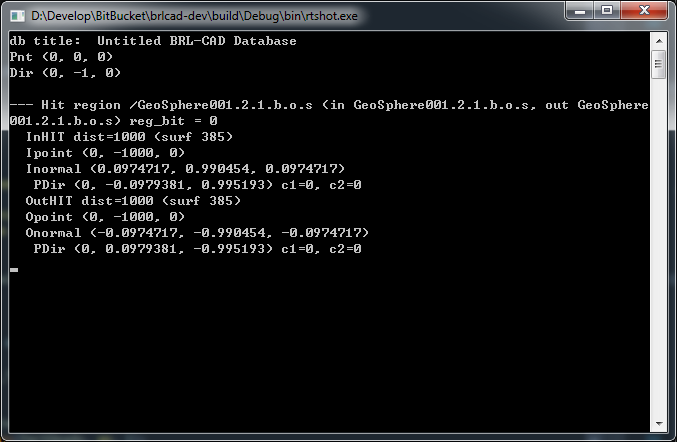 D:\Develop\BitBucket\brlcad-dev\build\Debug\bin\rtshot.exe
db title:  Untitled BRL-CAD Database
Pnt (0, 0, 0)
Dir (0, -1, 0)
--- Hit region /GeoSphere001.2.1.b.o.s (in GeoSphere001.2.1.b.o.s, out GeoSphere
001.2.1.b.o.s) reg_bit = 0
  InHIT dist=1000 (surf 385)
  Ipoint (0, -1000, 0)
  Inormal (0.0974717, 0.990454, 0.0974717)
   PDir (0, -0.0979381, 0.995193) c1=0, c2=0
  OutHIT dist=1000 (surf 385)
  Opoint (0, -1000, 0)
  Onormal (-0.0974717, -0.990454, -0.0974717)
   PDir (0, 0.0979381, -0.995193) c1=0, c2=0